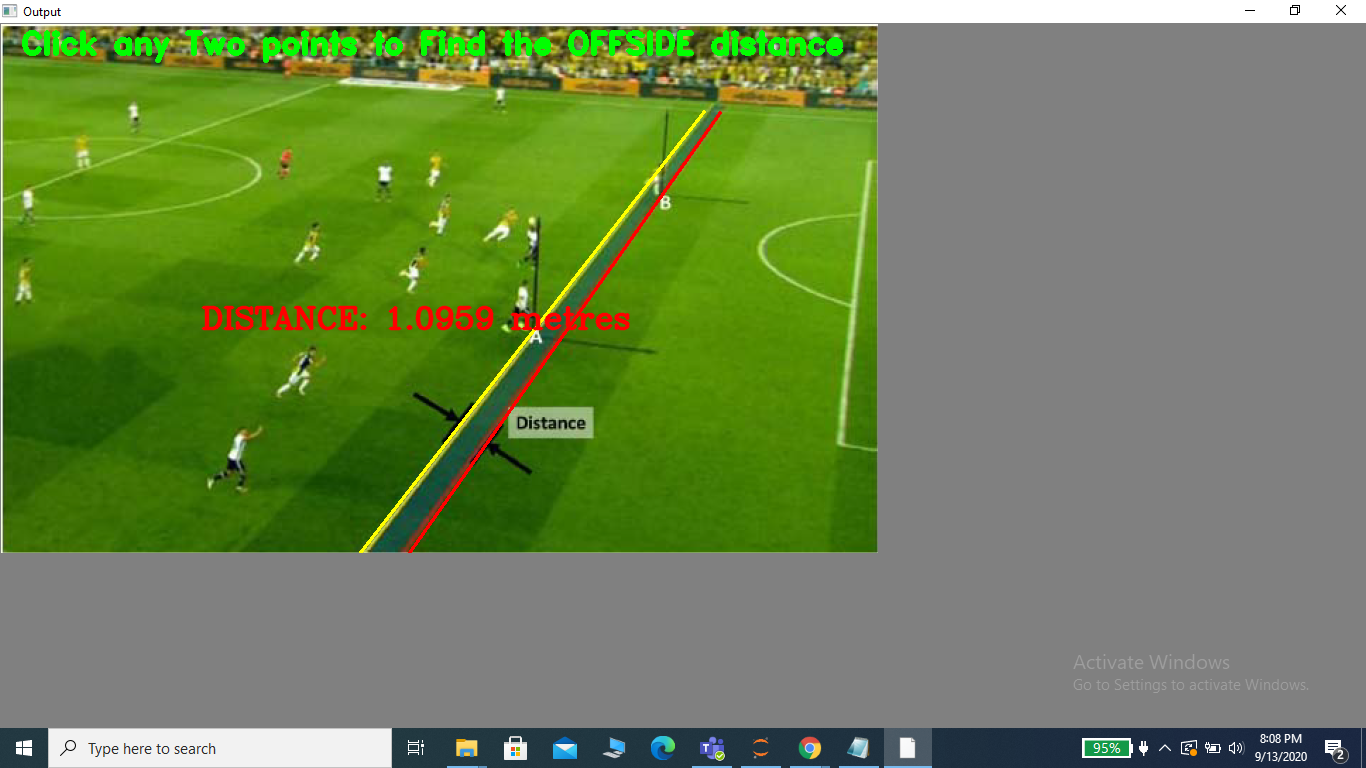 Output
Click any Two points to Find the OFFSIDE distance
B
DISTANCE: 1.0959 metres
A
Distance
Activate Windows
Go to Settings to activate Windows.
Type here to search
95%
8:08 PM
9/13/2020
2